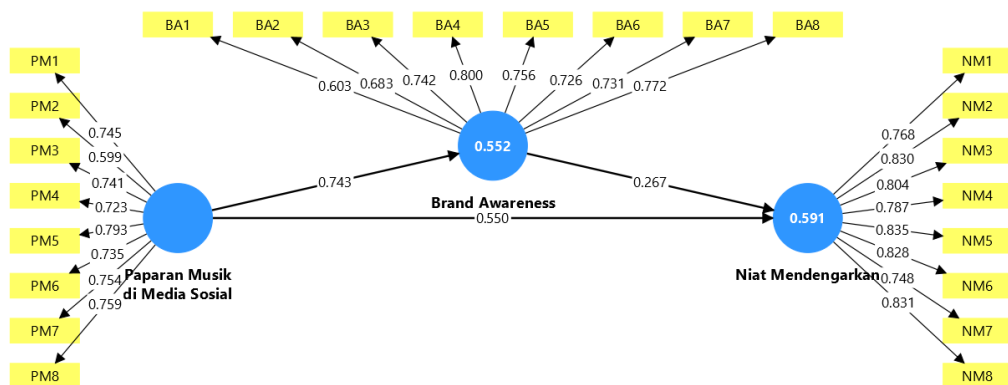 BA1 BA2 BA3 BA4 BA5 BA6 BA7 BA8
PM1
PM2
PM3
PM4
PM5
PM6
PM7
PM8
0.603 0.683 0.742 0.800 0.756 0.726 0.731 0.772
0.745
0.599
0.741
0.723
0.793
0.735
0.754
0.759
0.552
Brand Awareness
0.743
0.267
0.550
Paparan Musik
di Media Sosial
0.591
Niat Mendengarkan
0.768
0.830
0.804
0.787
0.835
0.828
0.748
0.831
NM1
NM2
NM3
NM4
NM5
NM6
NM7
NM8